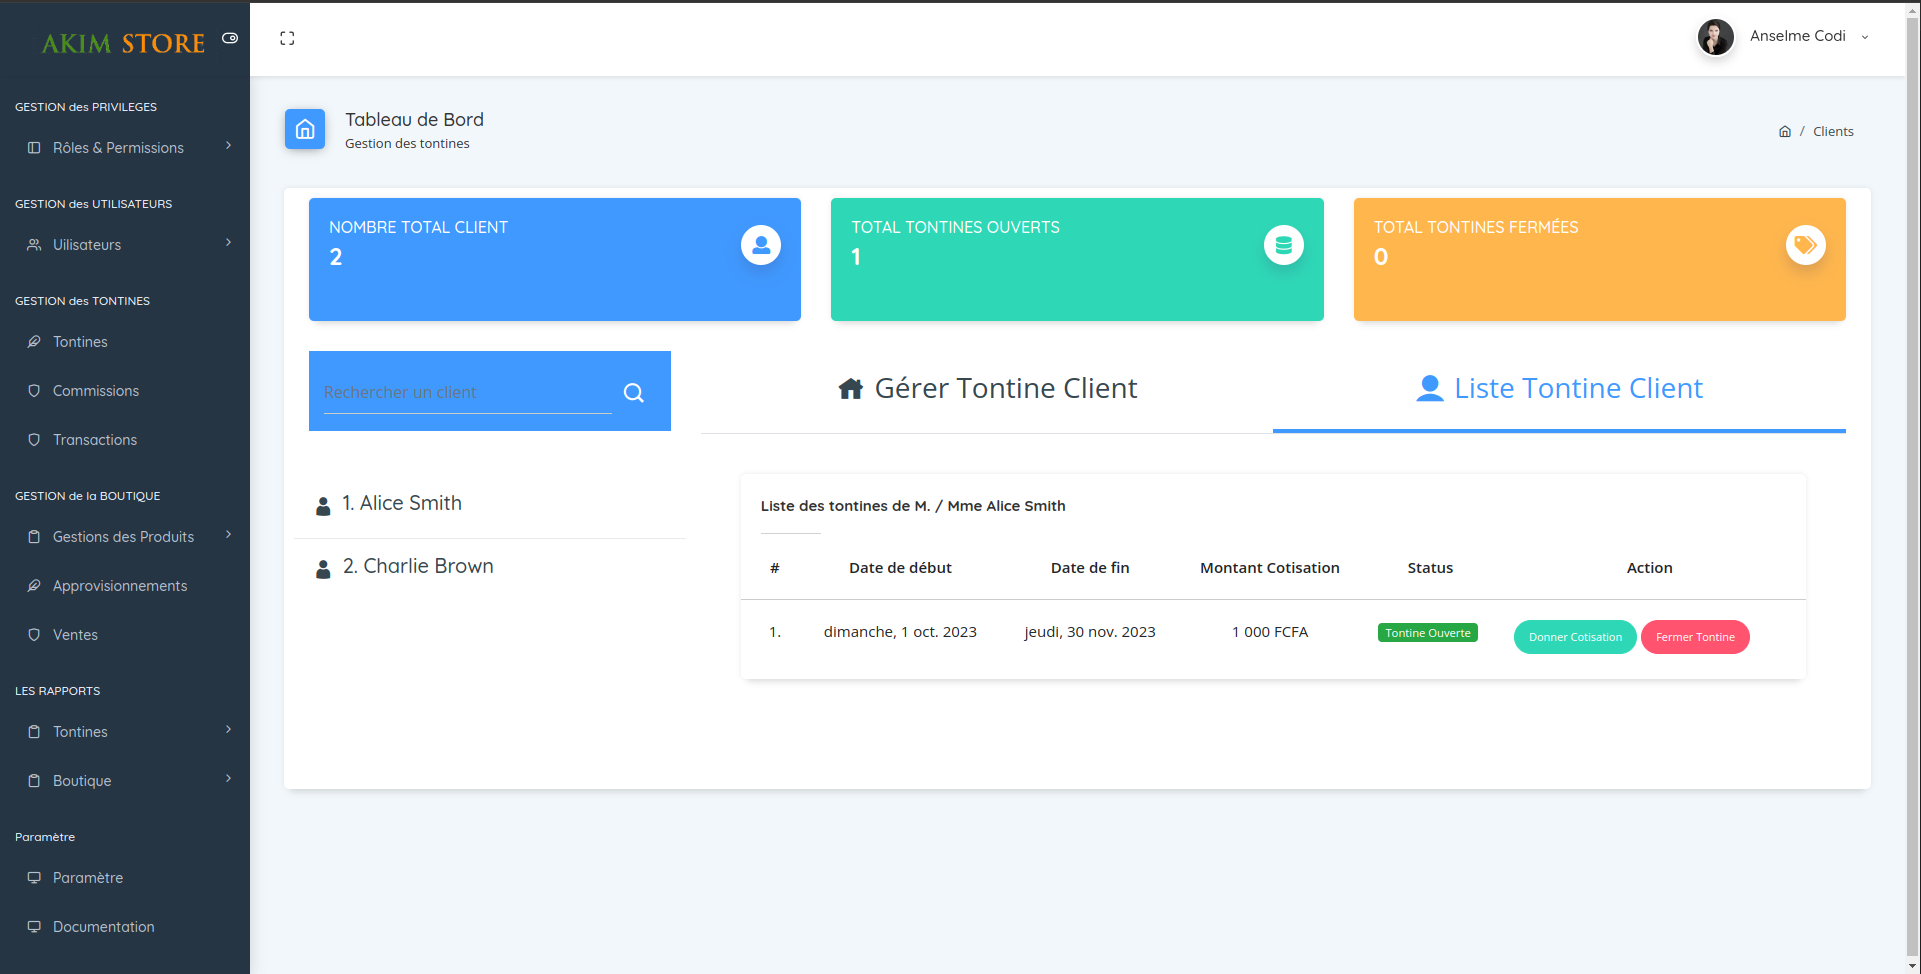 AKIM STORE
GESTION des PRIVILEGES
Rôles & Permissions
GESTION des UTILISATEURS
Uilisateurs
GESTION des TONTINES
Tontines
Commissions
Transactions
GESTION de la BOUTIQUE
Gestions des Produits
Approvisionnements
Ventes
LES RAPPORTS
Tontines
Boutique
Paramètre
Paramètre
Documentation
Anselme Codi
Tableau de Bord
Gestion des tontines
/ Clients
NOMBRE TOTAL CLIENT
2
TOTAL TONTINES OUVERTS
1
TOTAL TONTINES FERMÉES
0
Rechercher un client
1. Alice Smith
2. Charlie Brown
Gérer Tontine Client
Liste Tontine Client
Liste des tontines de M. / Mme Alice Smith
# Date de début Date de fin Montant Cotisation Status Action
1. dimanche, 1 oct. 2023 jeudi, 30 nov. 2023 1 000 FCFA Tontine Ouverte Donner Cotisation Fermer Tontine